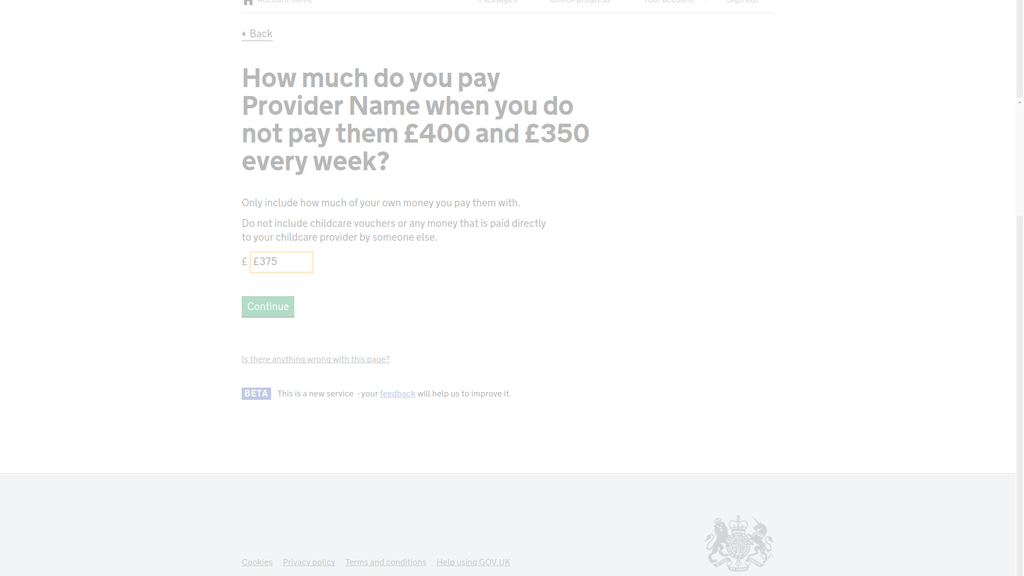 Account home Messages Check progress Your account Sign out
Back
How much do you pay
Provider Name when you do
not pay them £400 and £350
every week?
Only include how much of your own money you pay them with.
Do not include childcare vouchers or any money that is paid directly
to your childcare provider by someone else.
£ £375
Continue
Is there anything wrong with this page?
BETA This is a new service - your feedback will help us to improve it.
Cookies Privacy policy Terms and conditions Help using GOV.UK